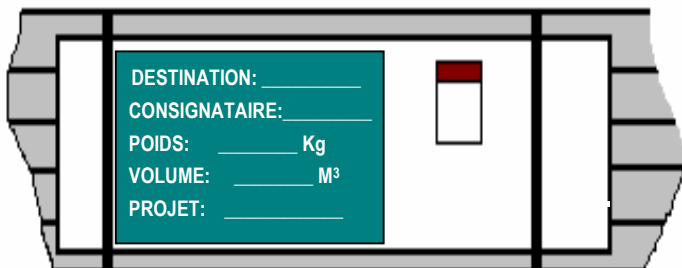 DESTINATION: __________
CONSIGNATAIRE:_________
POIDS: ________ Kg
VOLUME: ________ M³
PROJET: ____________